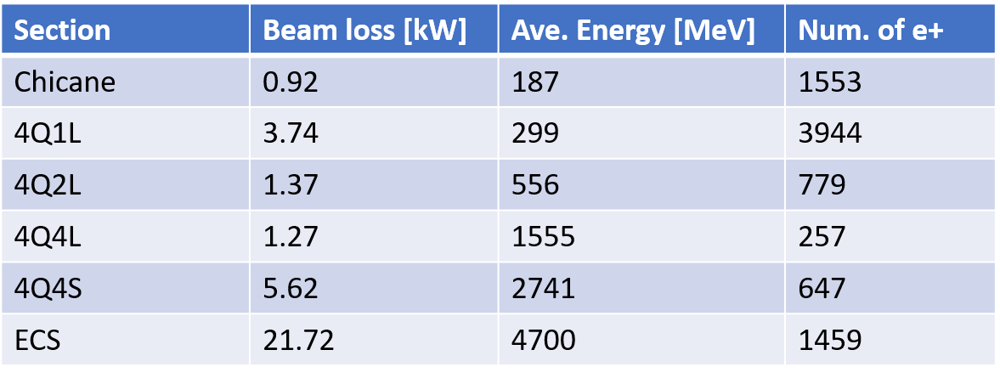 Section Beam loss [kW] Ave. Energy [MeV] Num. of e+
Chicane 0.92 187 1553
4Q1L 3.74 299 3944
4Q2L 1.37 556 779
4Q4L 1.27 1555 257
4Q4S 5.62 2741 647
ECS 21.72 4700 1459